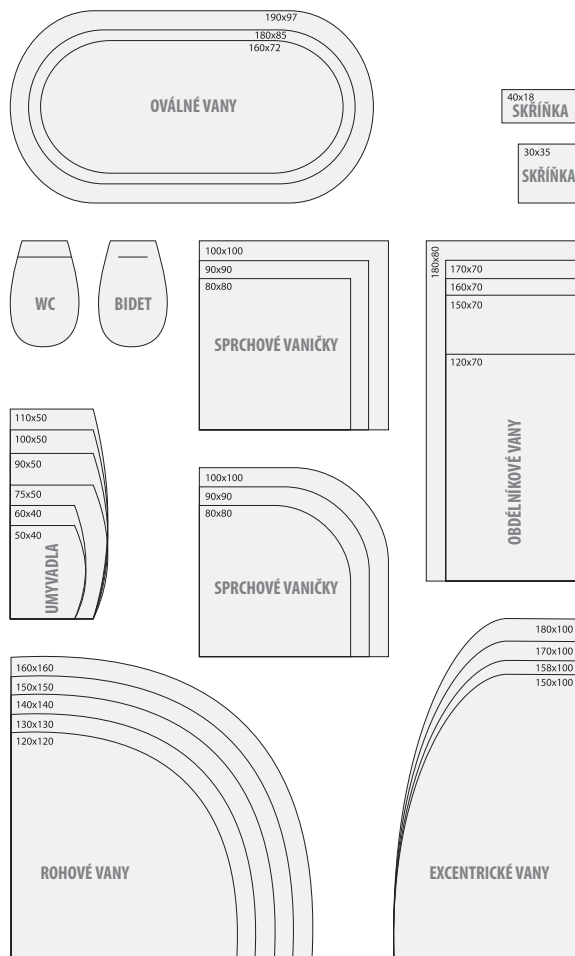 190x97
180x85
160x72
OVÁLNÉ VANY
40x18
SKŘÍŇKA
30x35
SKŘÍŇKA
WC
BIDET
100x100
90x90
80x80
SPRCHOVÉ VANIČKY
180x80
170x70
160x70
150x70
120x70
OBDÉLNÍKOVÉ VANY
110x50
100x50
90x50
75x50
60x40
50x40
UMYVADLA
100x100
90x90
80x80
SPRCHOVÉ VANIČKY
160x160
150x150
140x140
130x130
120x120
ROHOVÉ VANY
180x100
170x100
158x100
150x100
EXCENTRICKÉ VANY